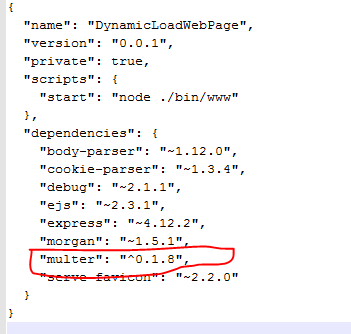 {
"name": "DynamicLoadWebPage",
"version": "0.0.1",
"private": true,
"scripts": {
"start": "node ./bin/www"
},
"dependencies": {
"body-parser": "~1.12.0",
"cookie-parser": "~1.3.4",
"debug": "~2.1.1",
"ejs": "~2.3.1",
"express": "~4.12.2",
"morgan": "~1.5.1",
"multer": "^0.1.8",
"serve-favicon": "~2.2.0"
}
}